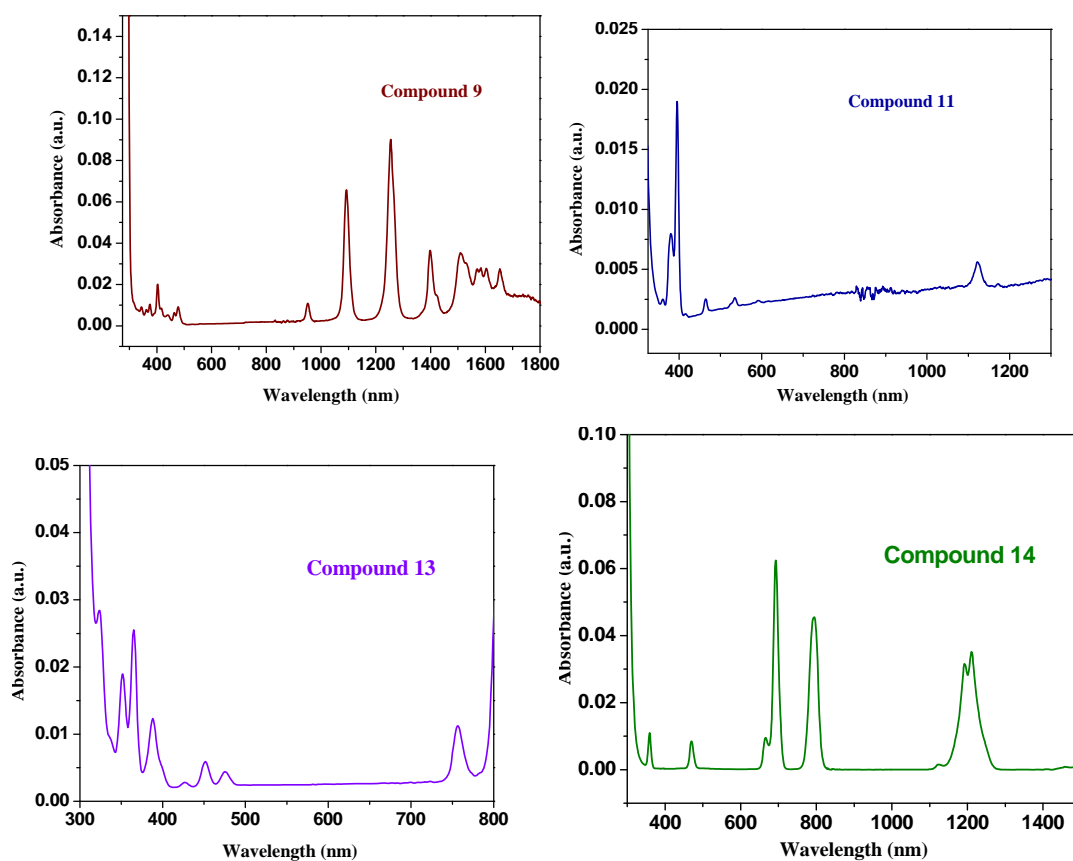 0.14
0.12
0.10
0.08
0.06
0.04
0.02
0.00
Absorbance (a.u.)
Compound 9
400 600 800 1000 1200 1400 1600 1800
Wavelength (nm)
0.025
0.020
0.015
0.010
0.005
0.000
Absorbance (a.u.)
Compound 11
400 600 800 1000 1200
Wavelength (nm)
0.05
0.04
0.03
0.02
0.01
0.00
Absorbance (a.u.)
Compound 13
300 400 500 600 700 800
Wavelength (nm)
0.10
0.08
0.06
0.04
0.02
0.00
Absorbance (a.u.)
Compound 14
400 600 800 1000 1200 1400
Wavelength (nm)